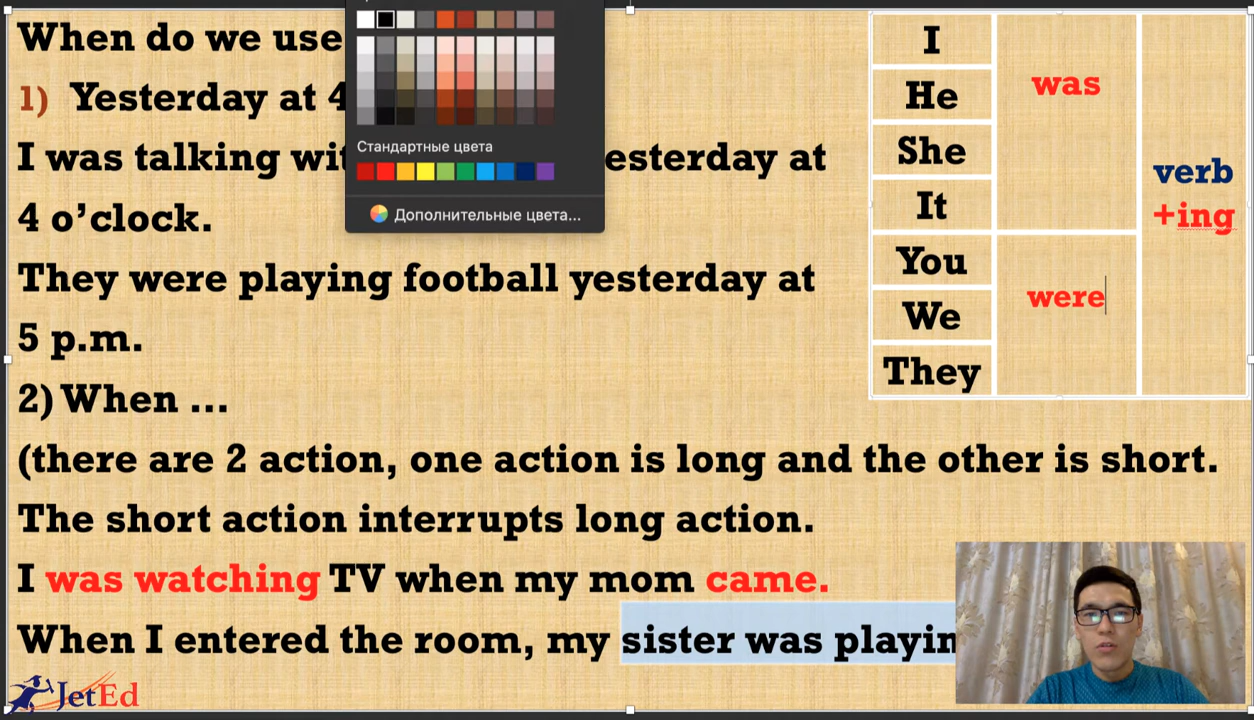 When do we use
1) Yesterday at 4
I was talking wit
esterday at
4 o’clock.
They were playing football yesterday at
5 p.m.
2) When ...
(there are 2 action, one action is long and the other is short.
The short action interrupts long action.
I was watching TV when my mom came.
When I entered the room, my sister was playin
Стандартные цвета
Дополнительные цвета...
I
He
She
It
You
We
They
was
were
verb
+ing
JetEd